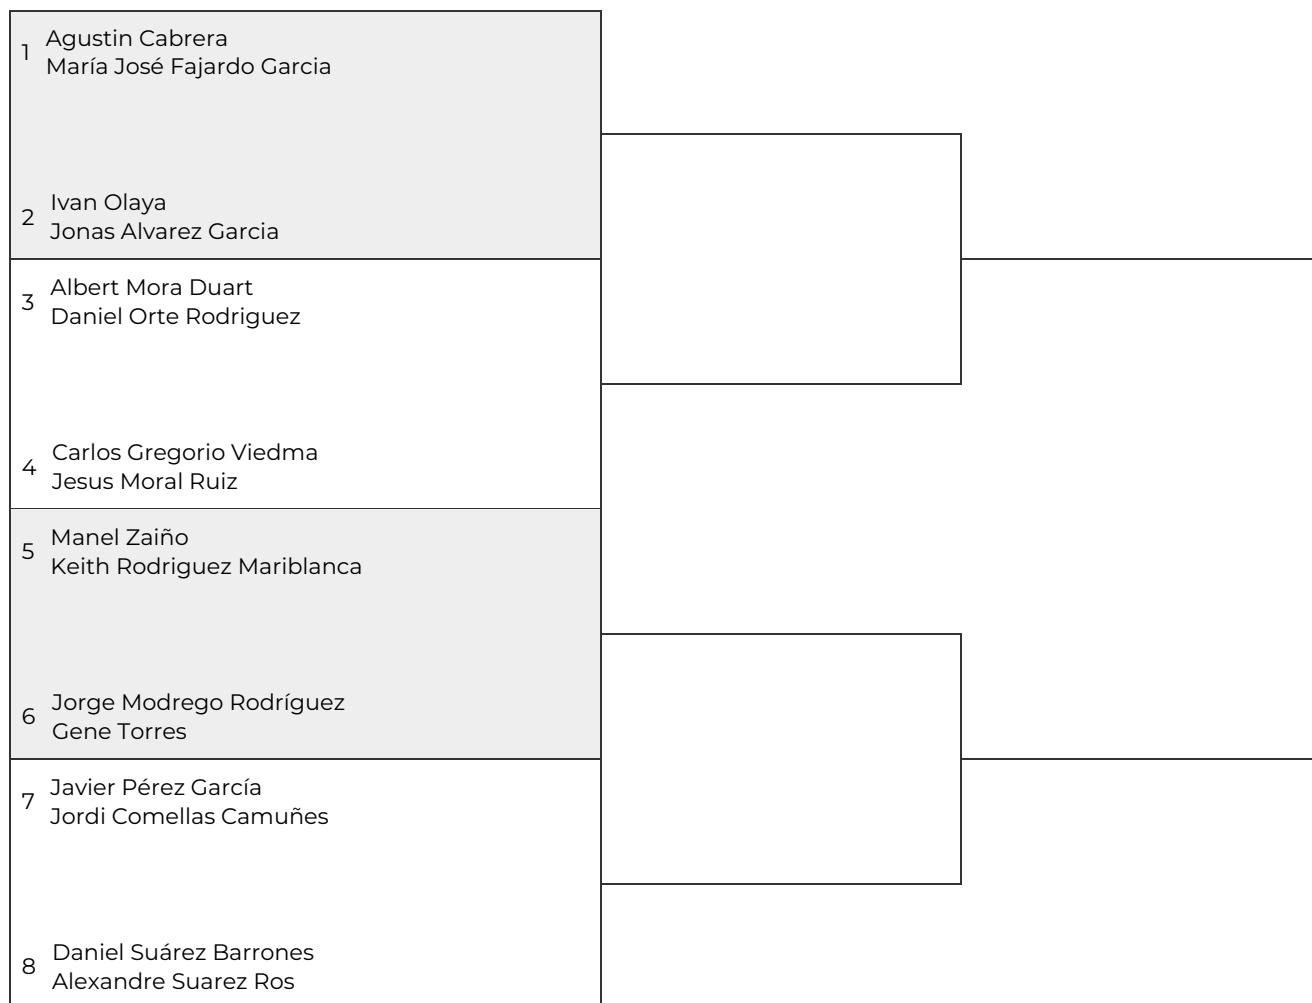 1 Agustin Cabrera
María José Fajardo Garcia
2 Ivan Olaya
Jonas Alvarez Garcia
3 Albert Mora Duart
Daniel Orte Rodriguez
4 Carlos Gregorio Viedma
Jesus Moral Ruiz
5 Manel Zaiño
Keith Rodriguez Mariblanca
6 Jorge Modrego Rodríguez
Gene Torres
7 Javier Pérez García
Jordi Comellas Camuñes
8 Daniel Suárez Barrones
Alexandre Suarez Ros